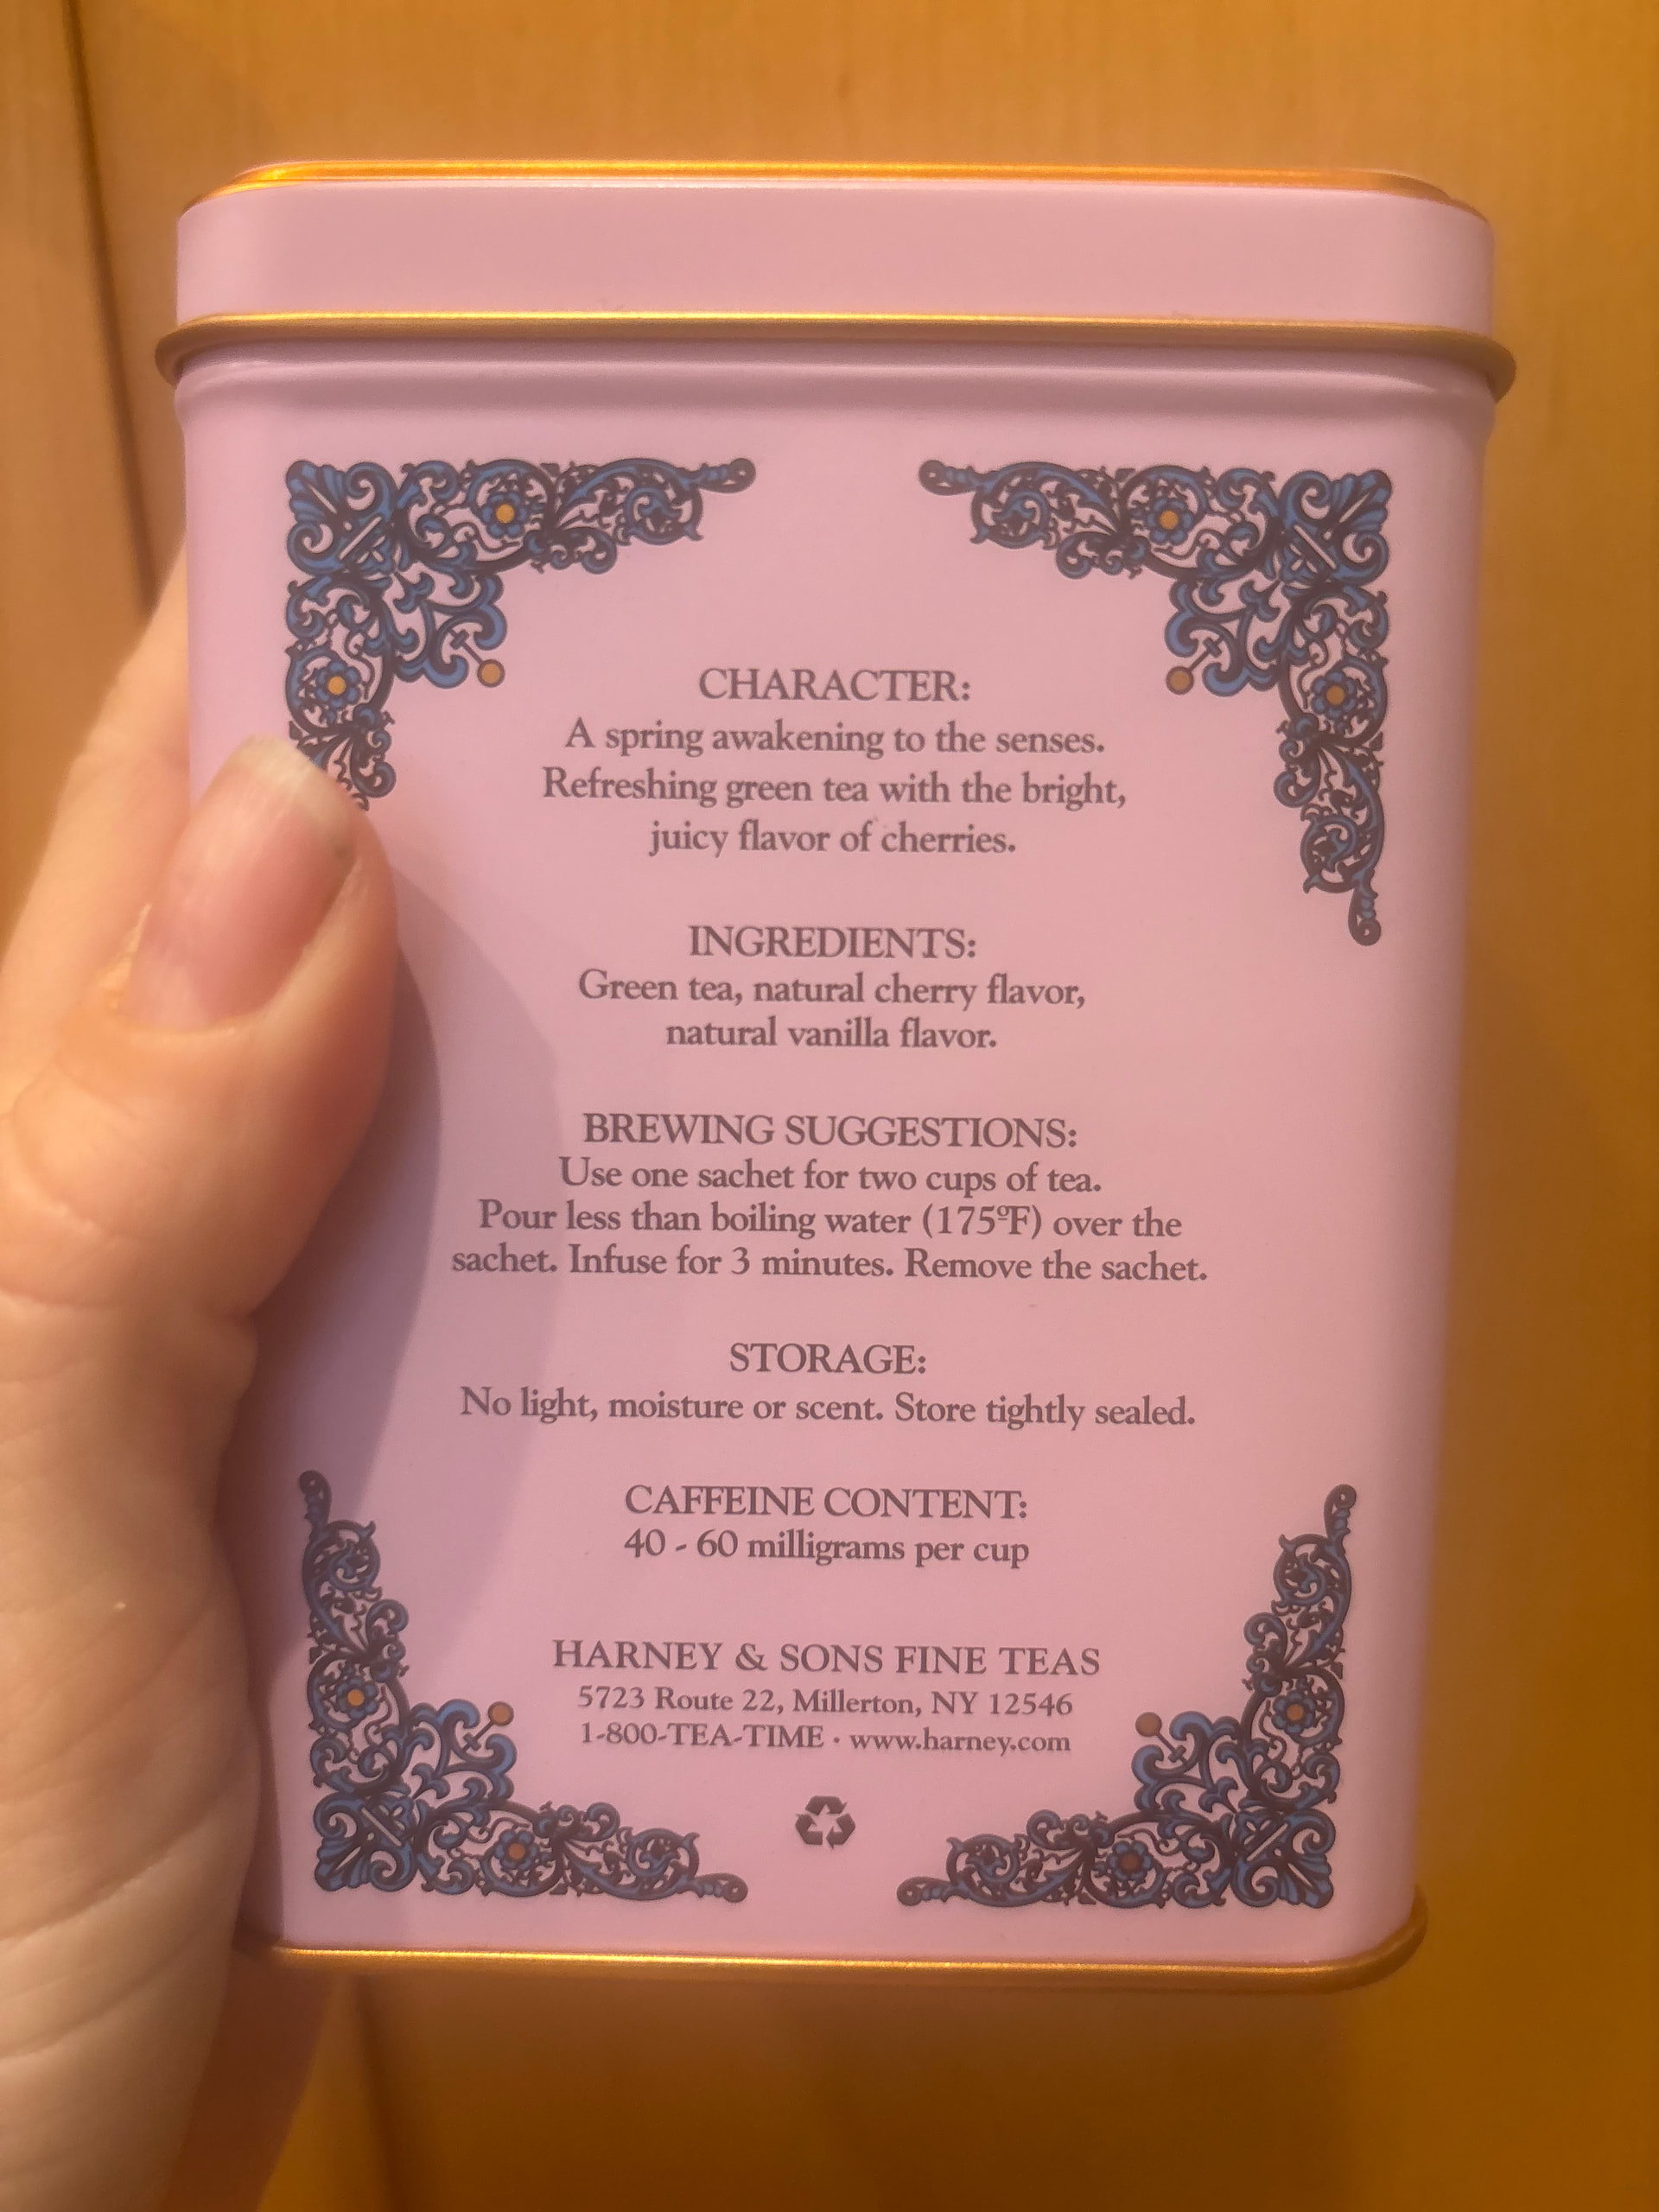 CHARACTER:
A spring awakening to the senses.
Refreshing green tea with the bright,
juicy flavor of cherries.
INGREDIENTS:
Green tea, natural cherry flavor,
natural vanilla flavor.
BREWING SUGGESTIONS:
Use one sachet for two cups of tea.
Pour less than boiling water (175ºF) over the
sachet. Infuse for 3 minutes. Remove the sachet.
STORAGE:
No light, moisture or scent. Store tightly sealed.
CAFFEINE CONTENT:
40 - 60 milligrams per cup
HARNEY & SONS FINE TEAS
5723 Route 22, Millerton, NY 12546
1-800-TEA-TIME · www.harney.com